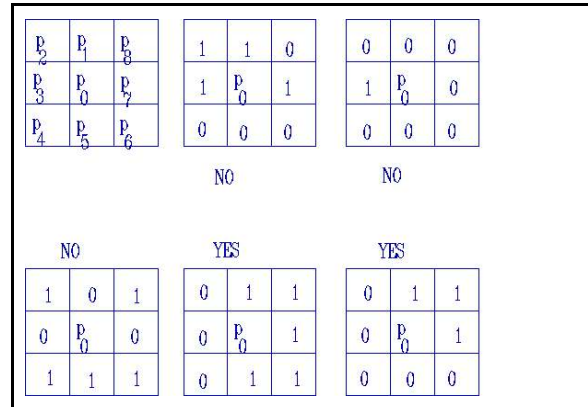 p2 p1 p8 1 1 0 0 0 0
p3 p0 p7 1 p0 1 1 p0 0
p4 p5 p6 0 0 0 0 0 0
NO NO
NO YES YES
1 0 1 0 1 1 0 1 1
0 p0 0 0 p0 1 0 p0 1
1 1 1 0 1 1 0 0 0